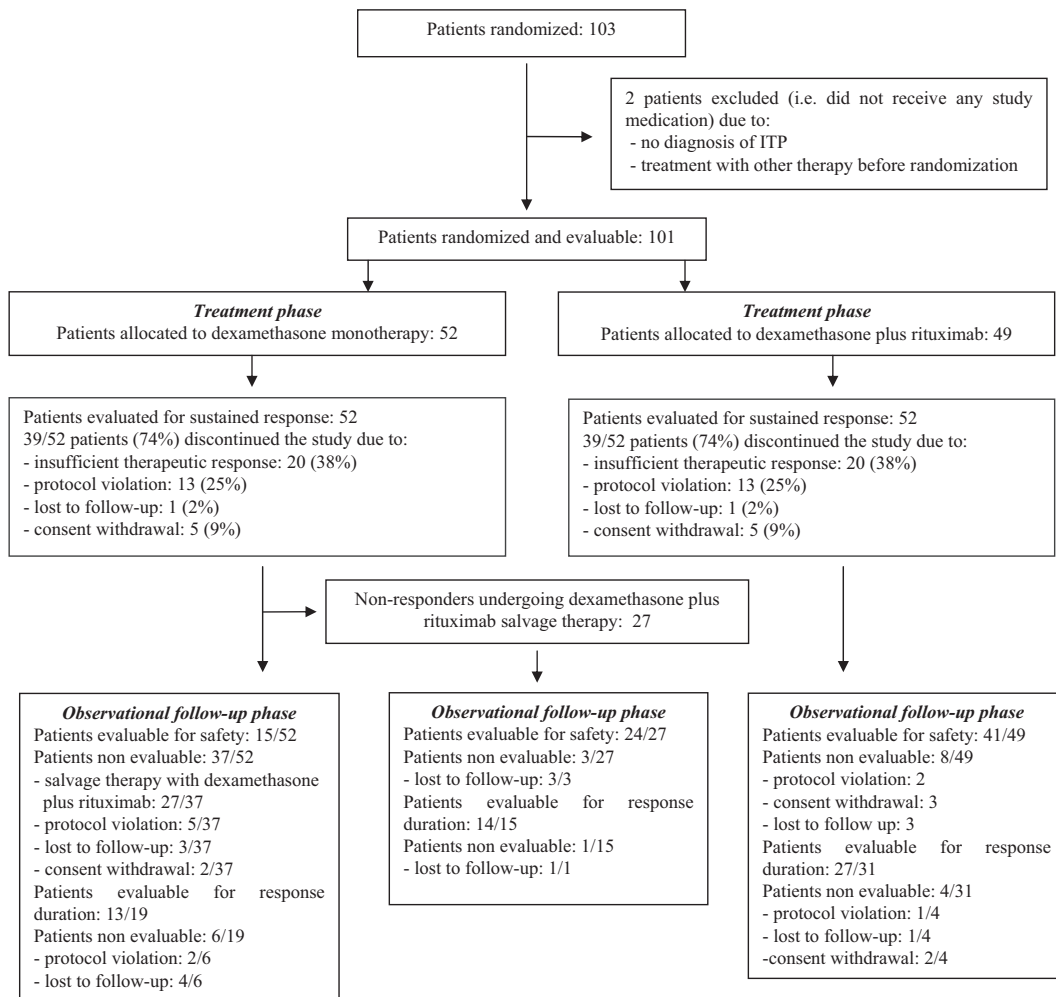 Patients randomized: 103
2 patients excluded (i.e. did not receive any study
medication) due to:
- no diagnosis of ITP
- treatment with other therapy before randomization
Patients randomized and evaluable: 101
Treatment phase
Patients allocated to dexamethasone monotherapy: 52
Treatment phase
Patients allocated to dexamethasone plus rituximab: 49
Patients evaluated for sustained response: 52
39/52 patients (74%) discontinued the study due to:
- insufficient therapeutic response: 20 (38%)
- protocol violation: 13 (25%)
- lost to follow-up: 1 (2%)
- consent withdrawal: 5 (9%)
Patients evaluated for sustained response: 52
39/52 patients (74%) discontinued the study due to:
- insufficient therapeutic response: 20 (38%)
- protocol violation: 13 (25%)
- lost to follow-up: 1 (2%)
- consent withdrawal: 5 (9%)
Non-responders undergoing dexamethasone plus
rituximab salvage therapy: 27
Observational follow-up phase
Patients evaluable for safety: 15/52
Patients non evaluable: 37/52
- salvage therapy with dexamethasone
plus rituximab: 27/37
- protocol violation: 5/37
- lost to follow-up: 3/37
- consent withdrawal: 2/37
Patients evaluable for response
duration: 13/19
Patients non evaluable: 6/19
- protocol violation: 2/6
- lost to follow-up: 4/6
Observational follow-up phase
Patients evaluable for safety: 24/27
Patients non evaluable: 3/27
- lost to follow-up: 3/3
Patients evaluable for response
duration: 14/15
Patients non evaluable: 1/15
- lost to follow-up: 1/1
Observational follow-up phase
Patients evaluable for safety: 41/49
Patients non evaluable: 8/49
- protocol violation: 2
- consent withdrawal: 3
- lost to follow up: 3
Patients evaluable for response
duration: 27/31
Patients non evaluable: 4/31
- protocol violation: 1/4
- lost to follow-up: 1/4
-consent withdrawal: 2/4